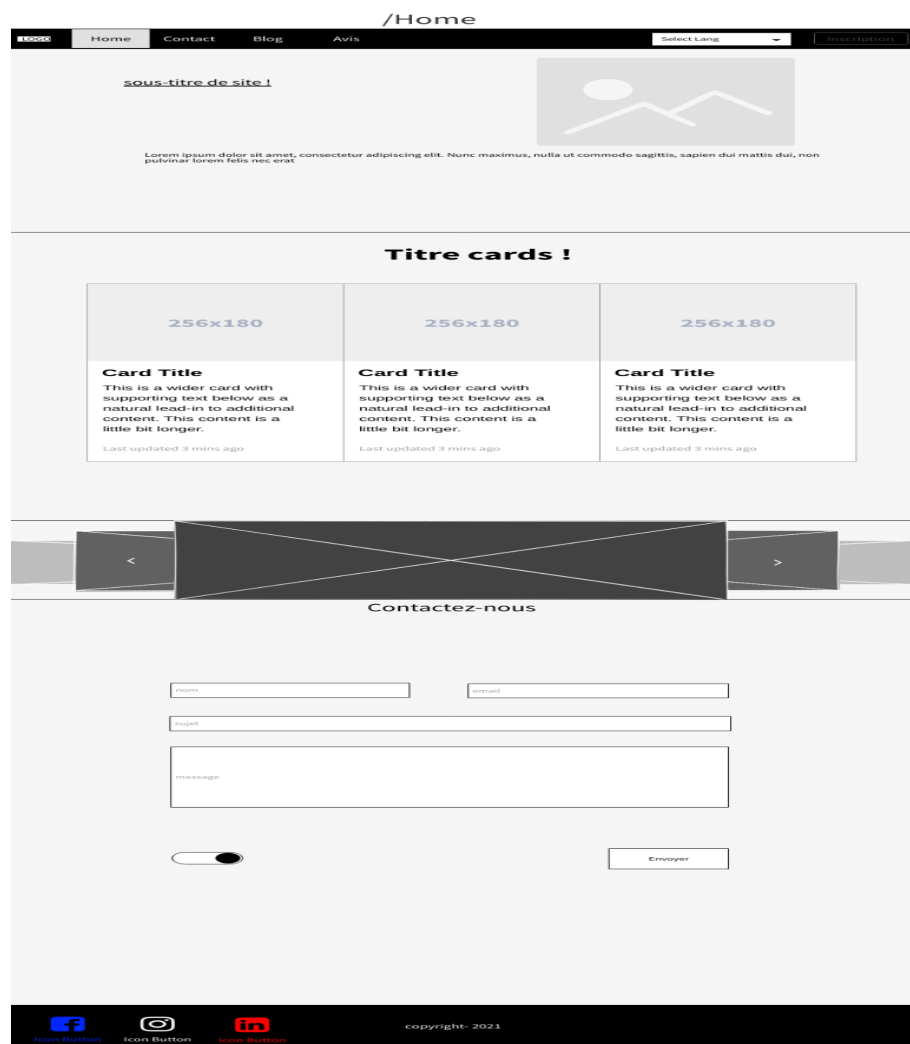 /Home
LOGO
Home
Contact
Blog
Avis
Select Lang
Inscription
sous-titre de site !
Lorem ipsum dolor sit amet, consectetur adipiscing elit. Nunc maximus, nulla ut commodo sagittis, sapien dui mattis dui, non
pulvinar lorem felis nec erat
Titre cards !
256x180
256x180
256x180
Card Title
This is a wider card with
supporting text below as a
natural lead-in to additional
content. This content is a
little bit longer.
Last updated 3 mins ago
Card Title
This is a wider card with
supporting text below as a
natural lead-in to additional
content. This content is a
little bit longer.
Last updated 3 mins ago
Card Title
This is a wider card with
supporting text below as a
natural lead-in to additional
content. This content is a
little bit longer.
Last updated 3 mins ago
<
>
Contactez-nous
nom
email
sujet
message
Envoyer
Icon Button
Icon Button
in
Icon Button
copyright- 2021